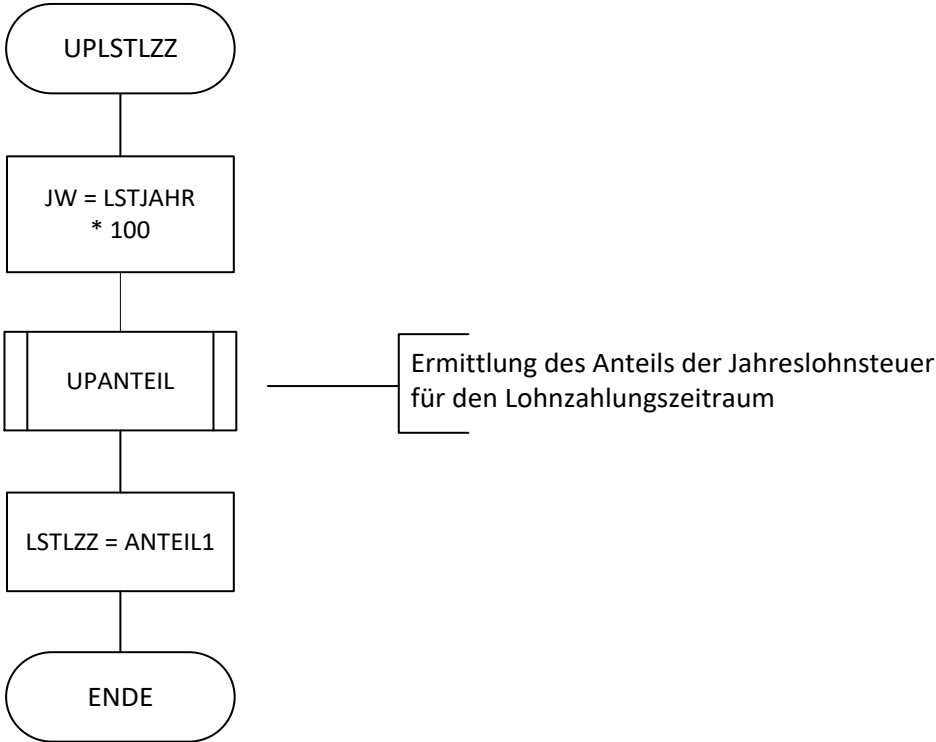 UPLSTLZZ
JW = LSTJAHR
* 100
UPANTEIL
Ermittlung des Anteils der Jahreslohnsteuer
für den Lohnzahlungszeitraum
LSTLZZ = ANTEIL1
ENDE